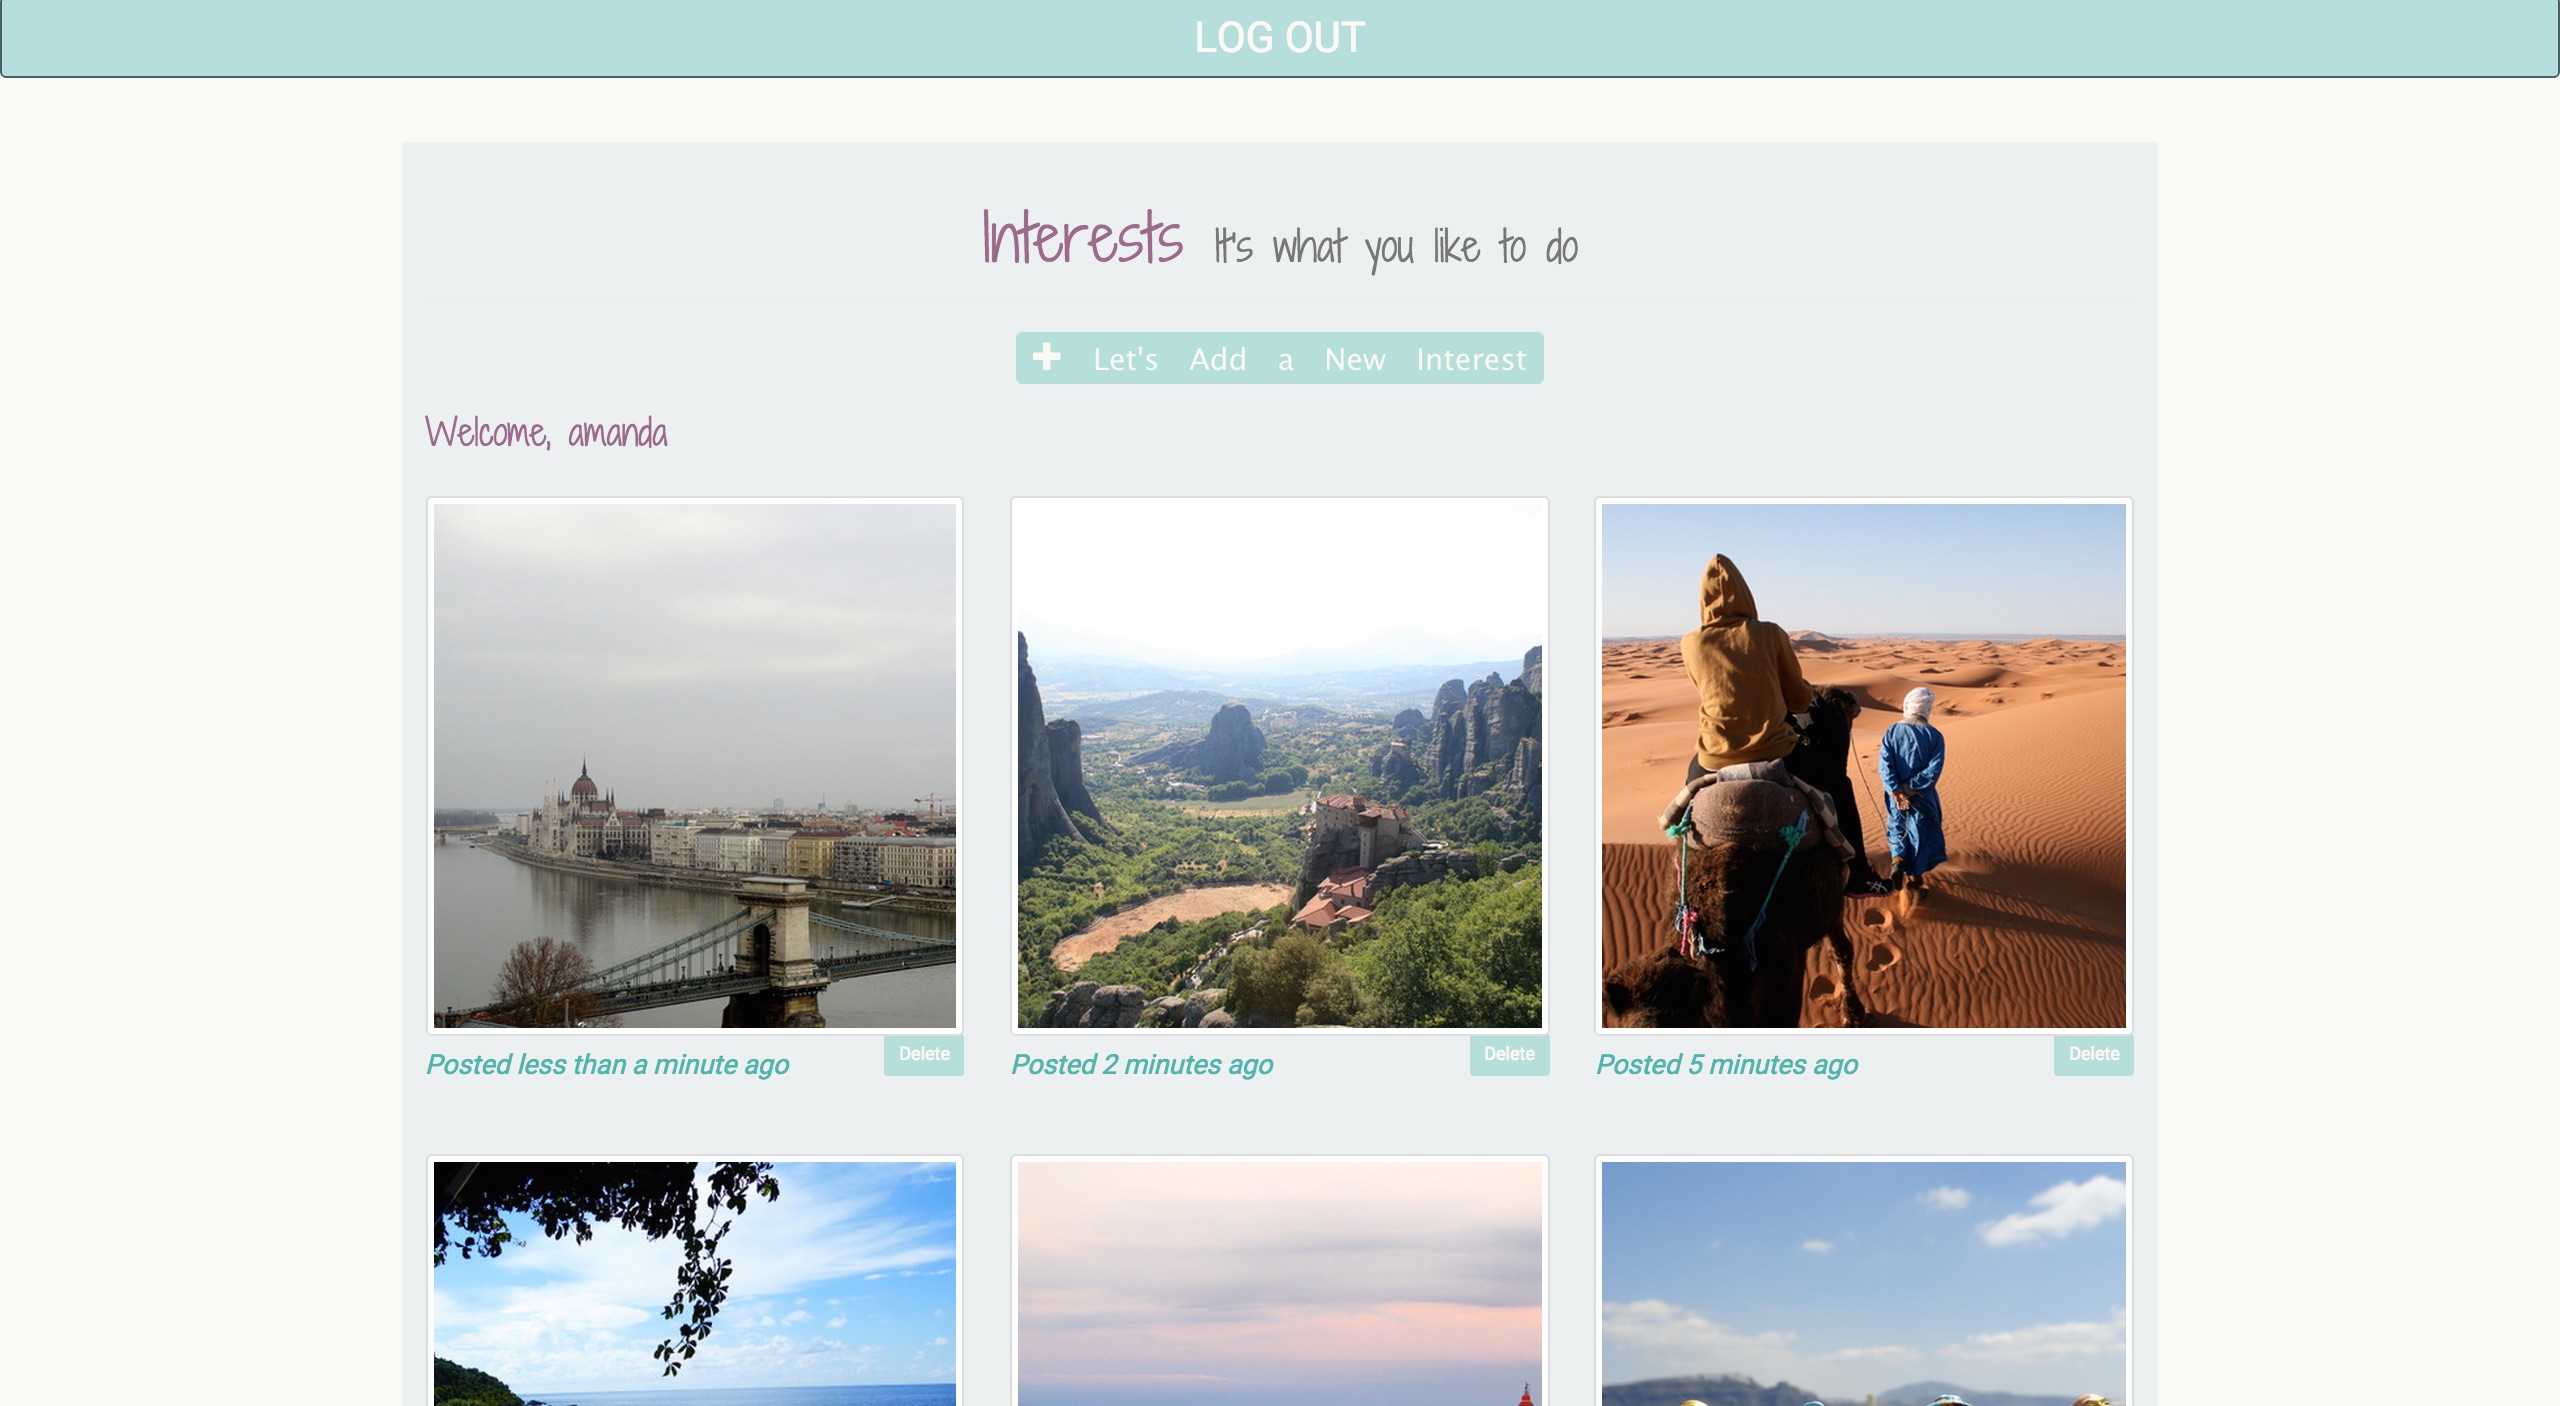 LOG OUT
Interests It's what you like to do
Let's Add a New Interest
Welcome, amanda
Posted less than a minute ago
Delete
Posted 2 minutes ago
Delete
Posted 5 minutes ago
Delete